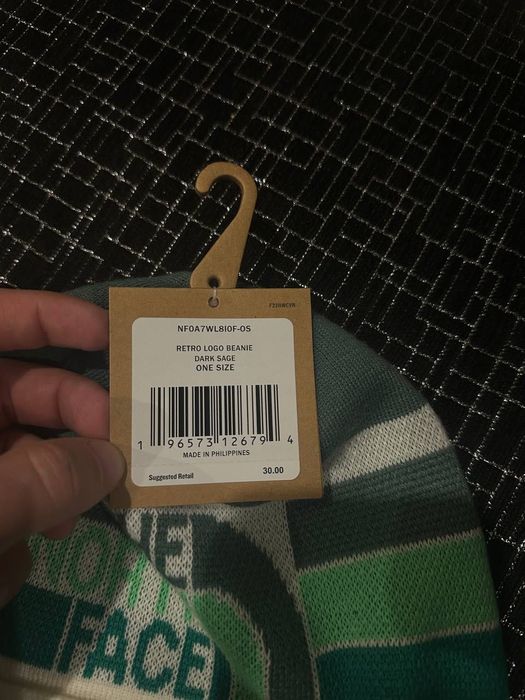 NF0A7WL8I0F-OS
RETRO LOGO BEANIE
DARK SAGE
ONE SIZE
1 96573 12679 4
MADE IN PHILIPPINES
Suggested Retail 30.00
FACE